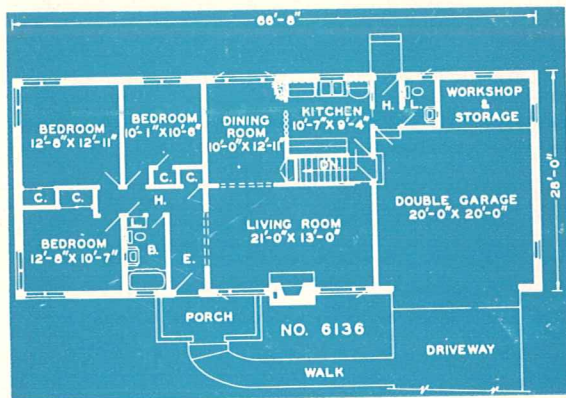 66'-8"
BEDROOM
12'-8" X 12'-11"
BEDROOM
10'-1" X 10'-8"
DINING
ROOM
10'-0" X 12'-11
KITCHEN
10'-7" X 9'-4"
H.
L.
WORKSHOP
&
STORAGE
28'-0"
C.
C.
C.
C.
DN.
H.
BEDROOM
12'-8" X 10'-7"
B.
E.
LIVING ROOM
21'-0" X 13'-0"
DOUBLE GARAGE
20'-0" X 20'-0"
PORCH
NO. 6136
DRIVEWAY
WALK